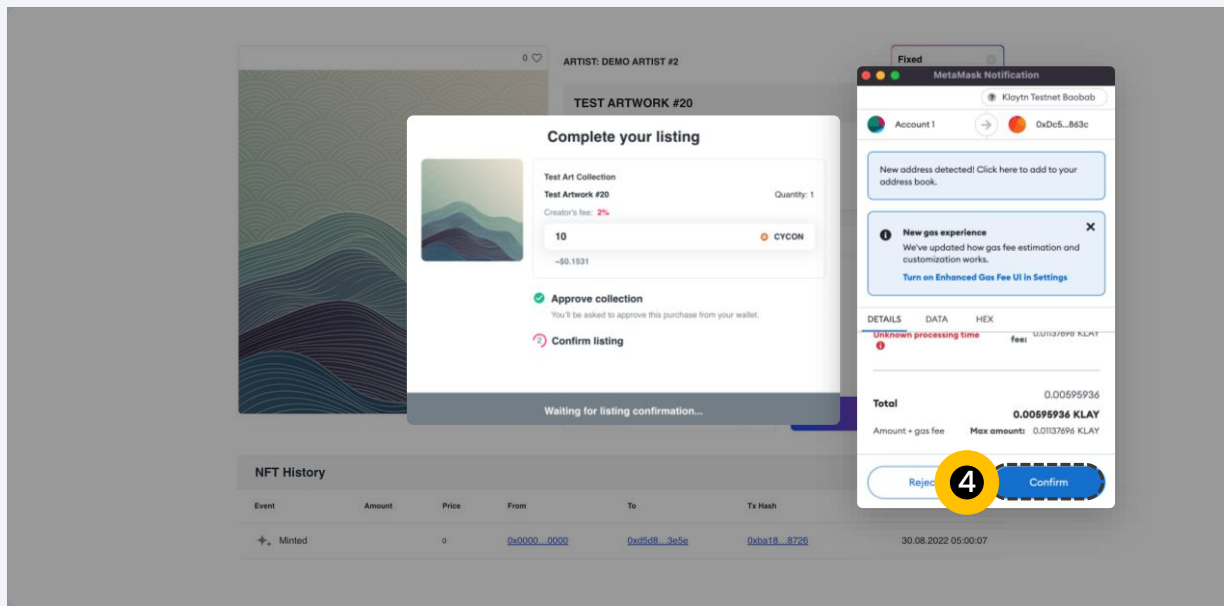 0
ARTIST: DEMO ARTIST #2
Fixed
TEST ARTWORK #20
Complete your listing
Test Art Collection
Test Artwork #20
Quantity: 1
Creator's fee: 2%
10
CYCON
~$0.1531
Approve collection
You'll be asked to approve this purchase from your wallet.
2 Confirm listing
Waiting for listing confirmation...
MetaMask Notification
Klaytn Testnet Baobab
Account 1
0xDc5...863c
New address detected! Click here to add to your
address book.
New gas experience
We've updated how gas fee estimation and
customization works.
Turn on Enhanced Gas Fee UI in Settings
DETAILS DATA HEX
Unknown processing time
fee: 0.01137696 KLAY
0.00595936
Total
0.00595936 KLAY
Amount + gas fee Max amount: 0.01137696 KLAY
4 Confirm
NFT History
Event Amount Price From To Tx Hash
Minted 0 0x0000...0000 0xd5d8...3e5e 0xba18...8726 30.08.2022 05:00:07